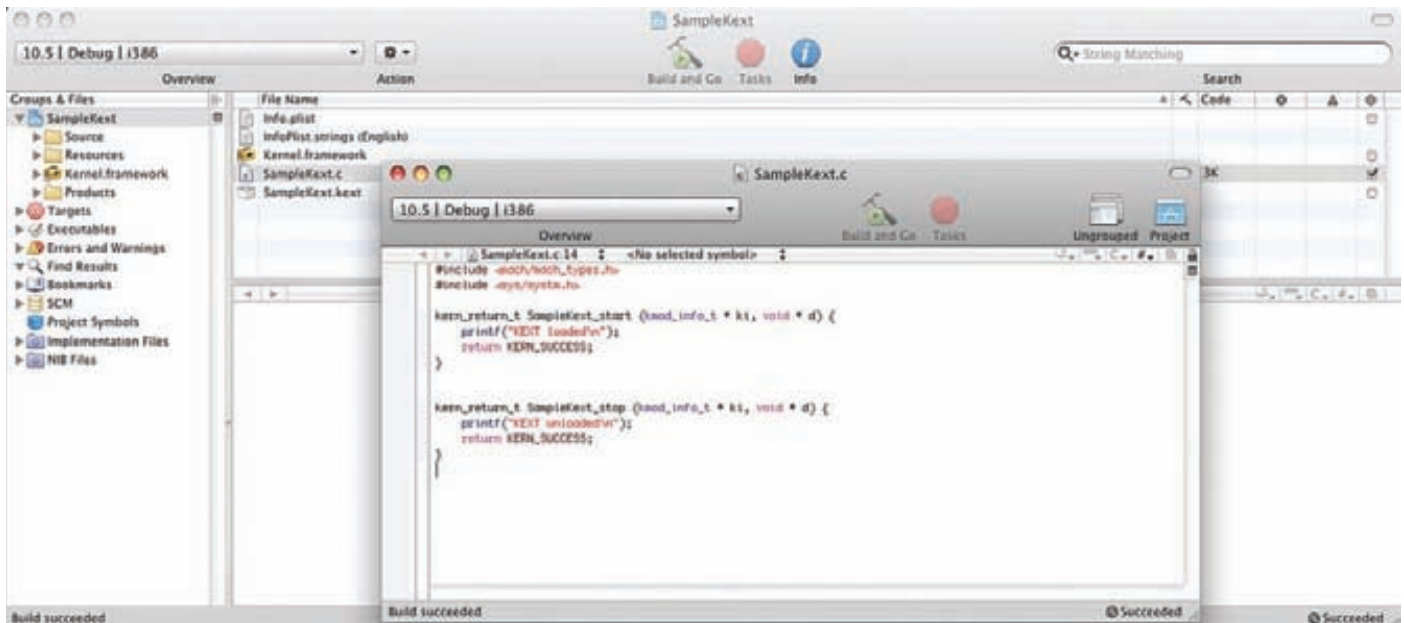 SampleKext
10.5 | Debug | i386
Overview
Action
Build and Go
Tasks
Info
String Matching
Search
Groups & Files
SampleKext
Source
Resources
Kernel.framework
Products
Targets
Executables
Errors and Warnings
Find Results
Bookmarks
SCM
Project Symbols
Implementation Files
NIB Files
File Name
Code
Info.plist
InfoPlist.strings (English)
Kernel.framework
SampleKext.c
3K
SampleKext.kext
SampleKext.c
10.5 | Debug | i386
Overview
Build and Go
Tasks
Ungrouped
Project
SampleKext.c:14
<No selected symbol>
#include <mach/mach_types.h>
#include <sys/systm.h>
kern_return_t SampleKext_start (kmod_info_t * ki, void * d) {
printf("KEXT loaded\n");
return KERN_SUCCESS;
}
kern_return_t SampleKext_stop (kmod_info_t * ki, void * d) {
printf("KEXT unloaded\n");
return KERN_SUCCESS;
}
Build succeeded
Succeeded
Build succeeded
Succeeded